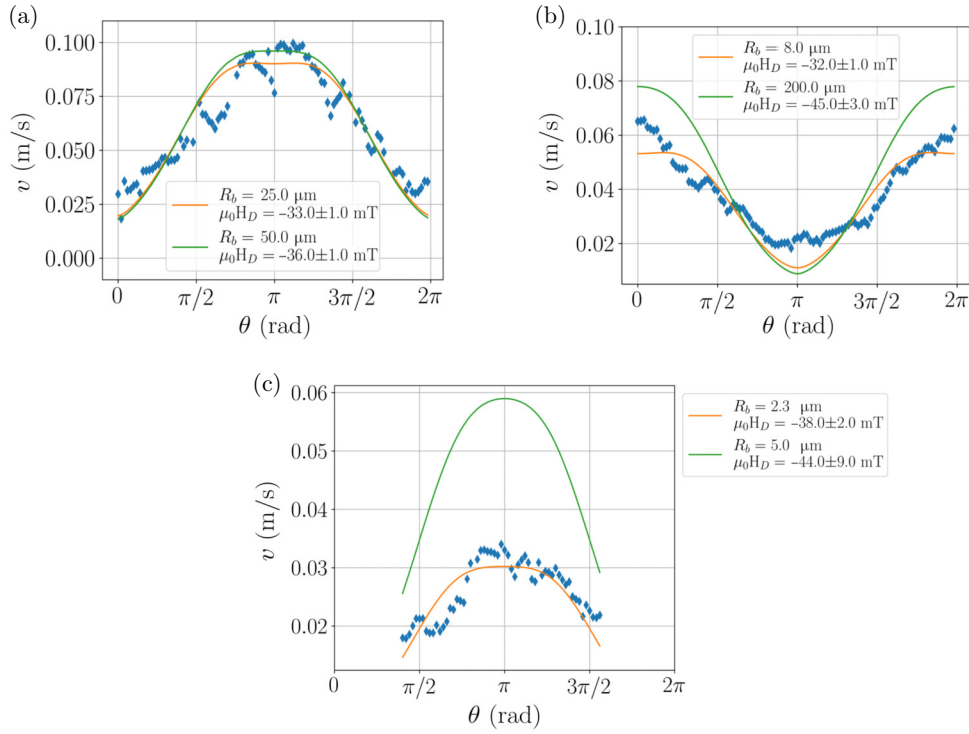 (a)
0.100
0.075
0.050
0.025
0.000
v (m/s)
R_b = 25.0 μm
μ₀H_D = −33.0±1.0 mT
R_b = 50.0 μm
μ₀H_D = −36.0±1.0 mT
0 π/2 π 3π/2 2π
θ (rad)
(b)
0.10
0.08
0.06
0.04
0.02
v (m/s)
R_b = 8.0 μm
μ₀H_D = −32.0±1.0 mT
R_b = 200.0 μm
μ₀H_D = −45.0±3.0 mT
0 π/2 π 3π/2 2π
θ (rad)
(c)
0.06
0.05
0.04
0.03
0.02
v (m/s)
R_b = 2.3 μm
μ₀H_D = −38.0±2.0 mT
R_b = 5.0 μm
μ₀H_D = −44.0±9.0 mT
0 π/2 π 3π/2 2π
θ (rad)